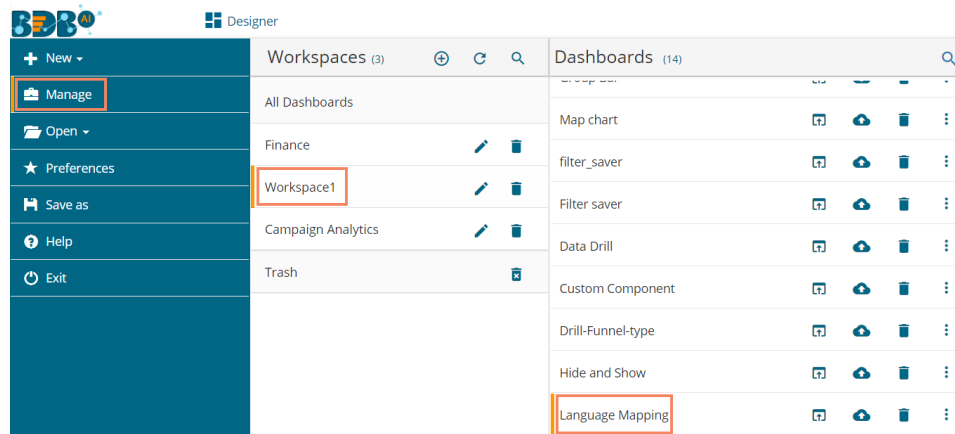 BDB AI
Designer
New
Manage
Open
Preferences
Save as
Help
Exit
Workspaces (3)
All Dashboards
Finance
Workspace1
Campaign Analytics
Trash
Dashboards (14)
Map chart
filter_saver
Filter saver
Data Drill
Custom Component
Drill-Funnel-type
Hide and Show
Language Mapping